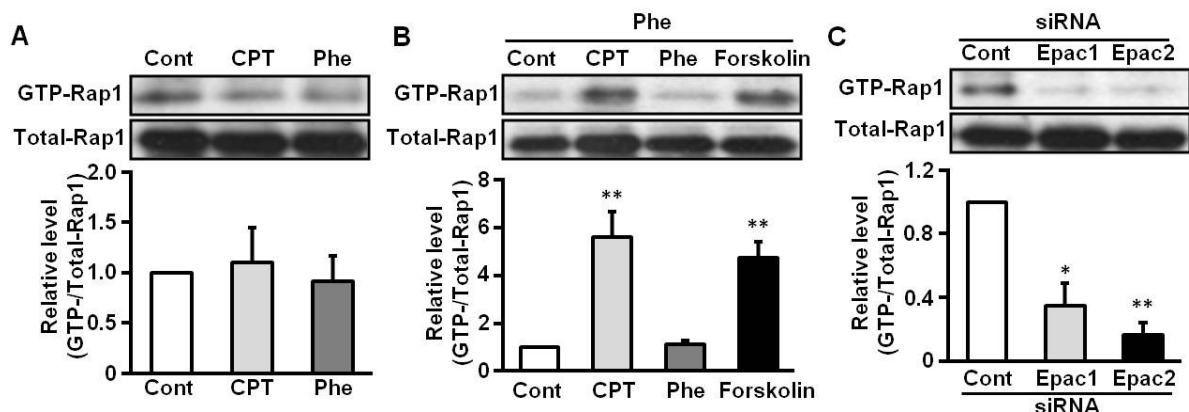 A
Cont CPT Phe
GTP-Rap1
Total-Rap1
Relative level
(GTP-/Total-Rap1)
2.0
1.5
1.0
0.5
0
Cont CPT Phe
B
Phe
Cont CPT Phe Forskolin
GTP-Rap1
Total-Rap1
Relative level
(GTP-/Total-Rap1)
8
6
4
2
0
**
**
Cont CPT Phe Forskolin
C
siRNA
Cont Epac1 Epac2
GTP-Rap1
Total-Rap1
Relative level
(GTP-/Total-Rap1)
1.2
0.8
0.4
0
*
**
Cont Epac1 Epac2
siRNA